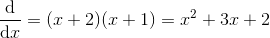 d/dx = (x + 2)(x + 1) = x² + 3x + 2